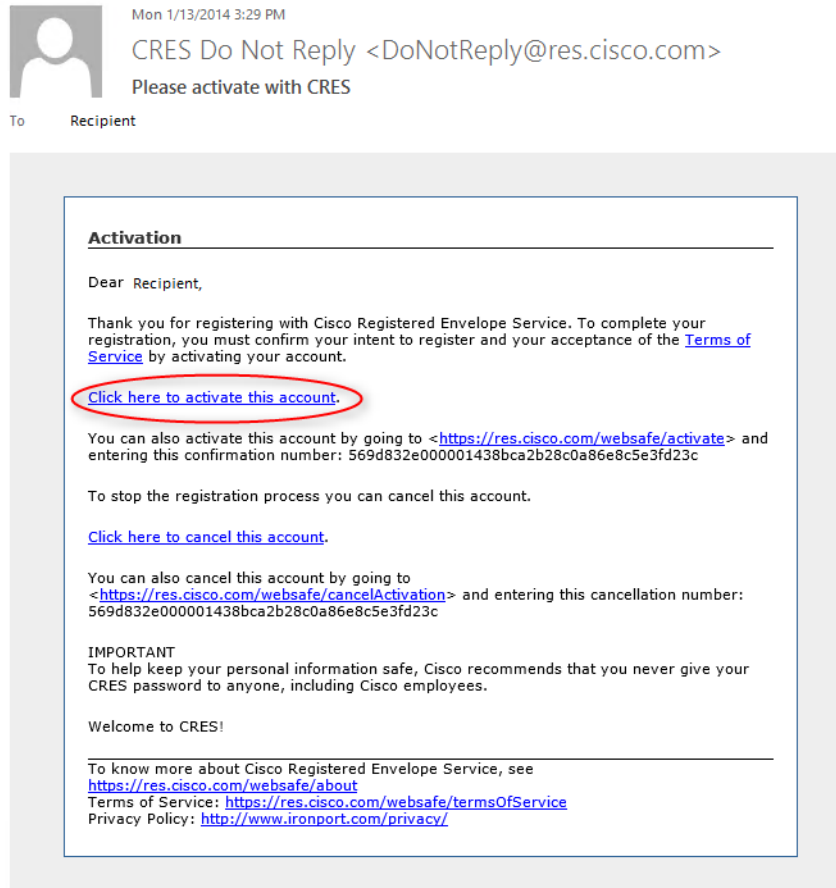 Mon 1/13/2014 3:29 PM
CRES Do Not Reply <DoNotReply@res.cisco.com>
Please activate with CRES
To Recipient
Activation
Dear Recipient,
Thank you for registering with Cisco Registered Envelope Service. To complete your
registration, you must confirm your intent to register and your acceptance of the Terms of
Service by activating your account.
Click here to activate this account.
You can also activate this account by going to <https://res.cisco.com/websafe/activate> and
entering this confirmation number: 569d832e000001438bca2b28c0a86e8c5e3fd23c
To stop the registration process you can cancel this account.
Click here to cancel this account.
You can also cancel this account by going to
<https://res.cisco.com/websafe/cancelActivation> and entering this cancellation number:
569d832e000001438bca2b28c0a86e8c5e3fd23c
IMPORTANT
To help keep your personal information safe, Cisco recommends that you never give your
CRES password to anyone, including Cisco employees.
Welcome to CRES!
To know more about Cisco Registered Envelope Service, see
https://res.cisco.com/websafe/about
Terms of Service: https://res.cisco.com/websafe/termsOfService
Privacy Policy: http://www.ironport.com/privacy/